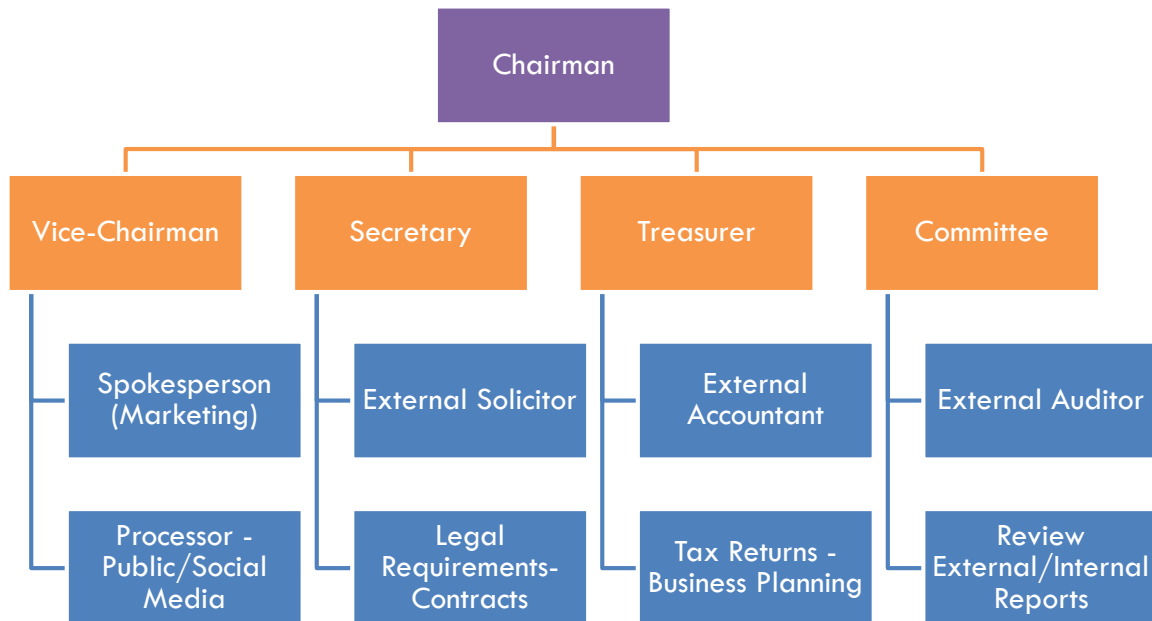 Chairman
Vice-Chairman
Secretary
Treasurer
Committee
Spokesperson
(Marketing)
External Solicitor
External
Accountant
External Auditor
Processor -
Public/Social
Media
Legal
Requirements-
Contracts
Tax Returns -
Business Planning
Review
External/Internal
Reports